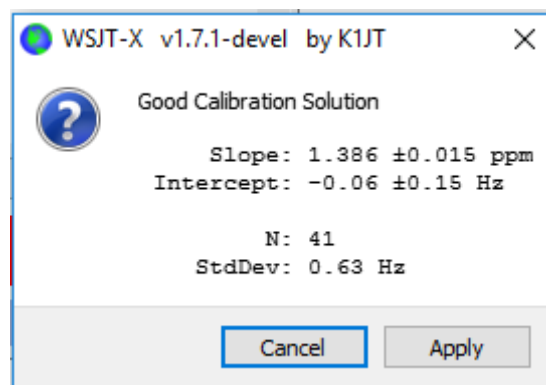 WSJT-X v1.7.1-devel by K1JT
Good Calibration Solution
Slope: 1.386 ±0.015 ppm
Intercept: -0.06 ±0.15 Hz
N: 41
StdDev: 0.63 Hz
Cancel Apply